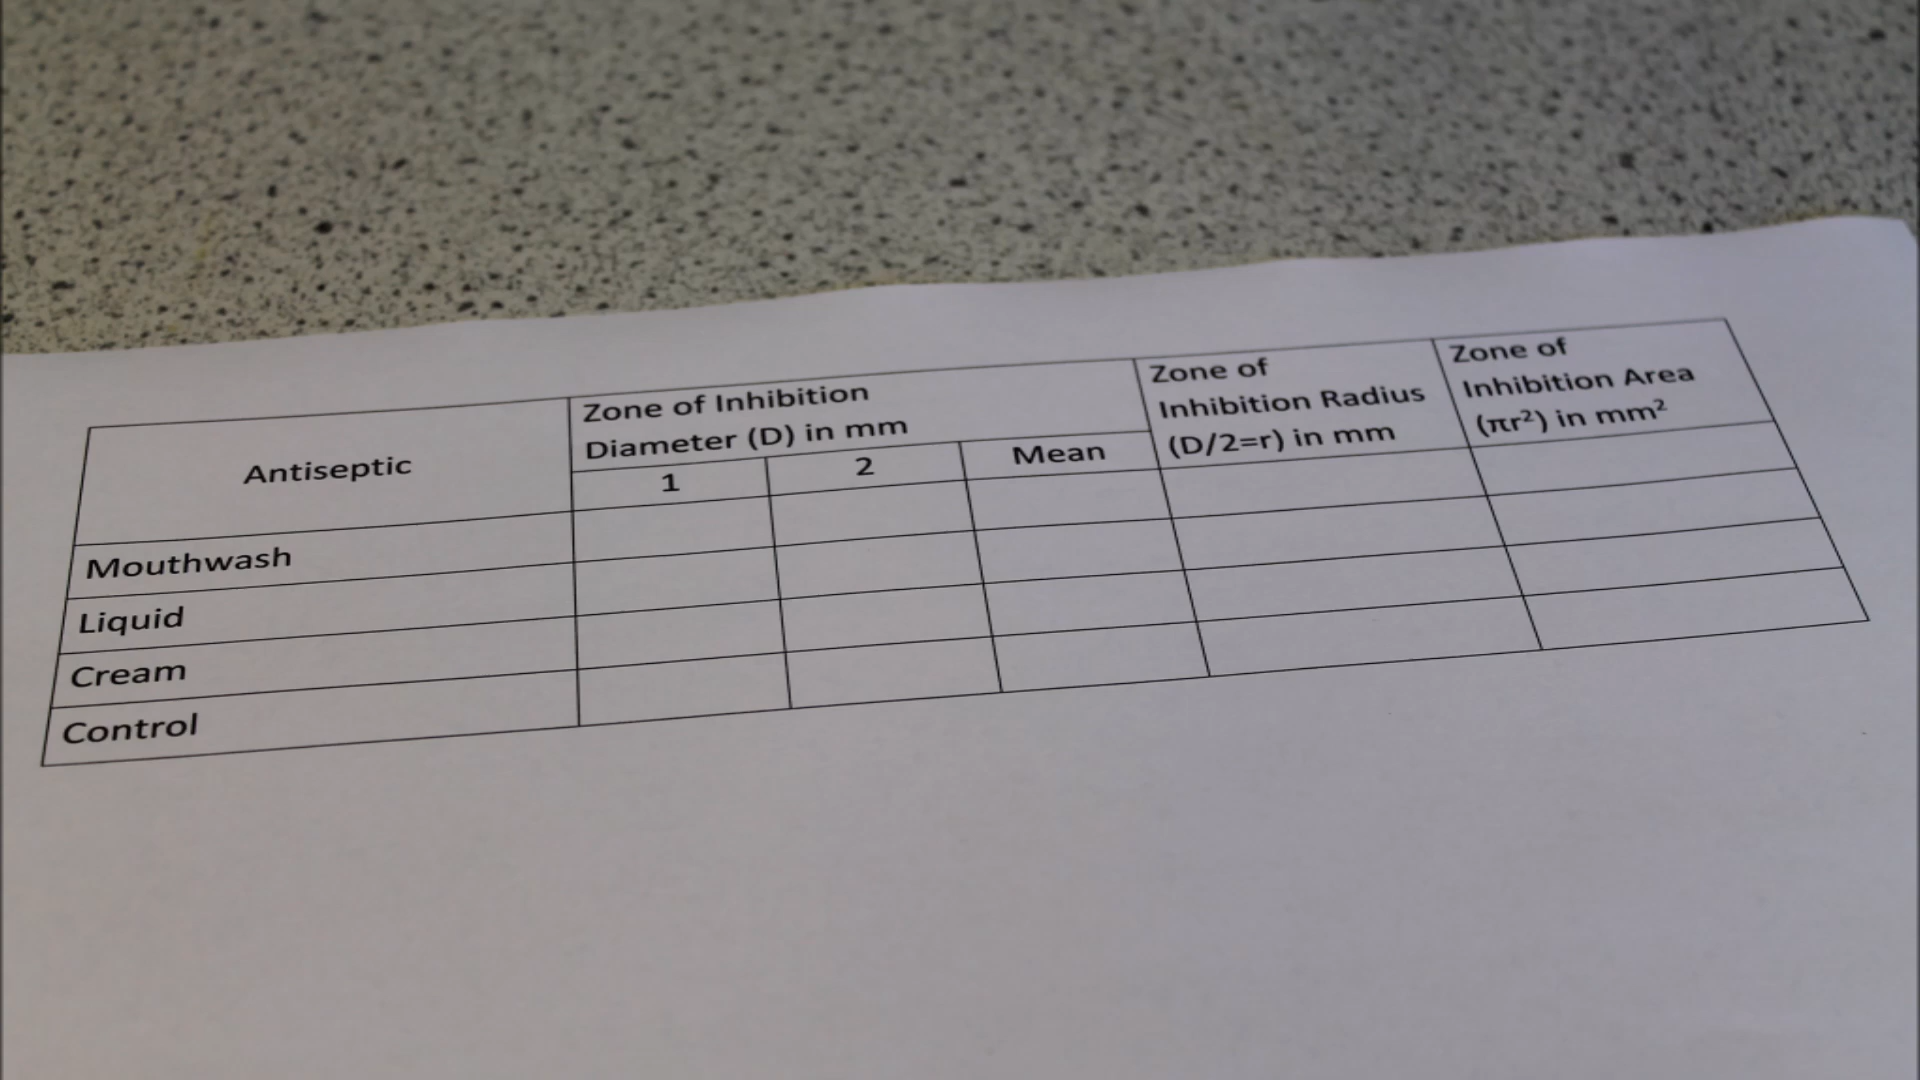 Antiseptic
Zone of Inhibition
Diameter (D) in mm
1
2
Mean
Zone of
Inhibition Radius
(D/2=r) in mm
Zone of
Inhibition Area
(πr²) in mm²
Mouthwash
Liquid
Cream
Control